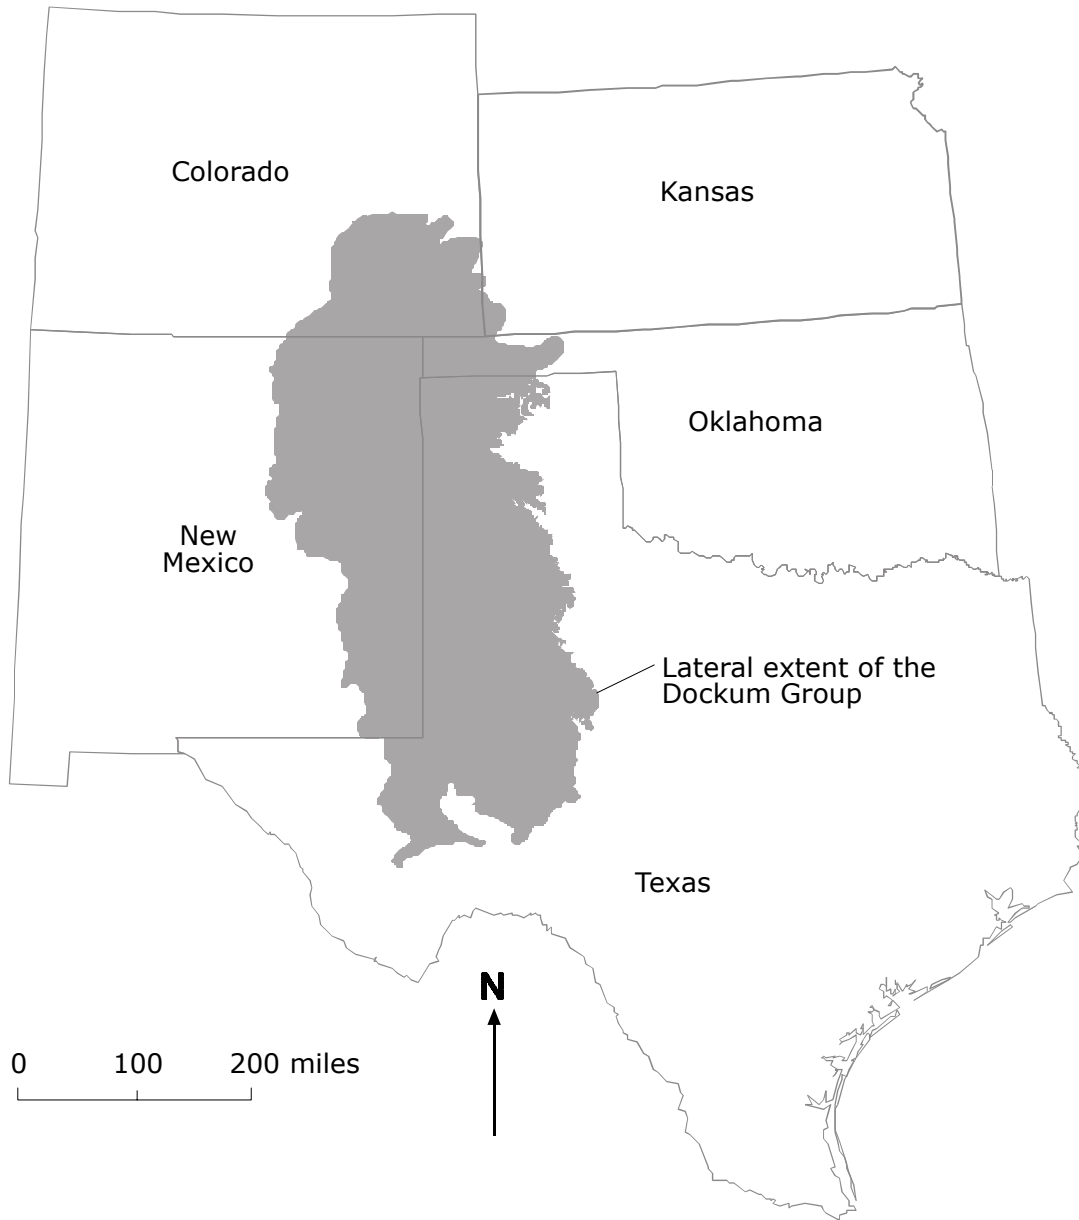 Colorado
Kansas
Oklahoma
New
Mexico
Lateral extent of the
Dockum Group
Texas
N
0 100 200 miles